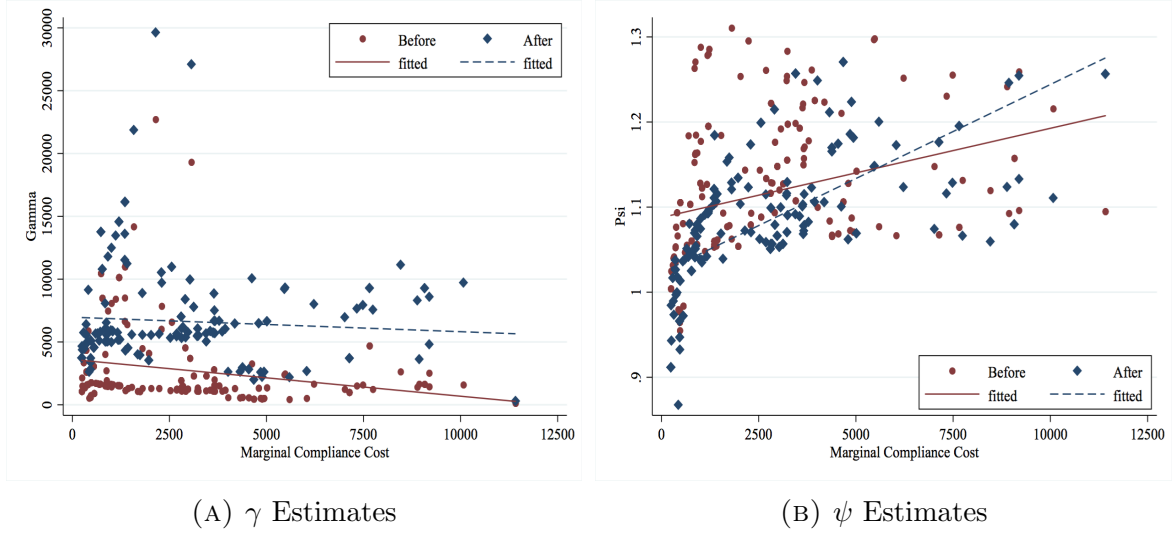 30000
25000
20000
15000
10000
5000
0
Gamma
Before
After
fitted
fitted
0
2500
5000
7500
10000
12500
Marginal Compliance Cost
(A) γ Estimates
1.3
1.2
1.1
1
.9
Psi
Before
After
fitted
fitted
0
2500
5000
7500
10000
12500
Marginal Compliance Cost
(B) ψ Estimates